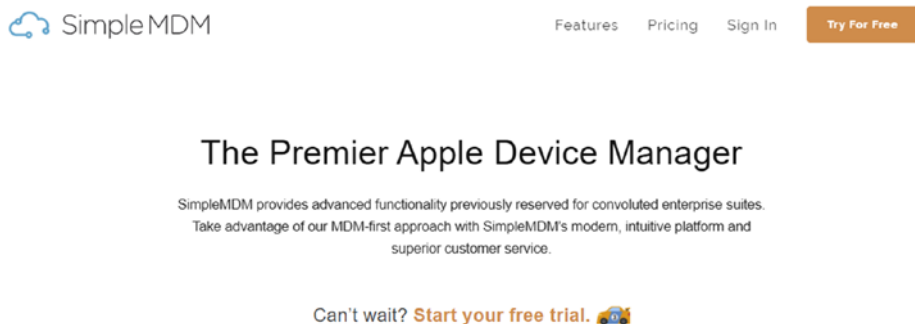 SimpleMDM
Features Pricing Sign In Try For Free
The Premier Apple Device Manager
SimpleMDM provides advanced functionality previously reserved for convoluted enterprise suites.
Take advantage of our MDM-first approach with SimpleMDM's modern, intuitive platform and
superior customer service.
Can't wait? Start your free trial.